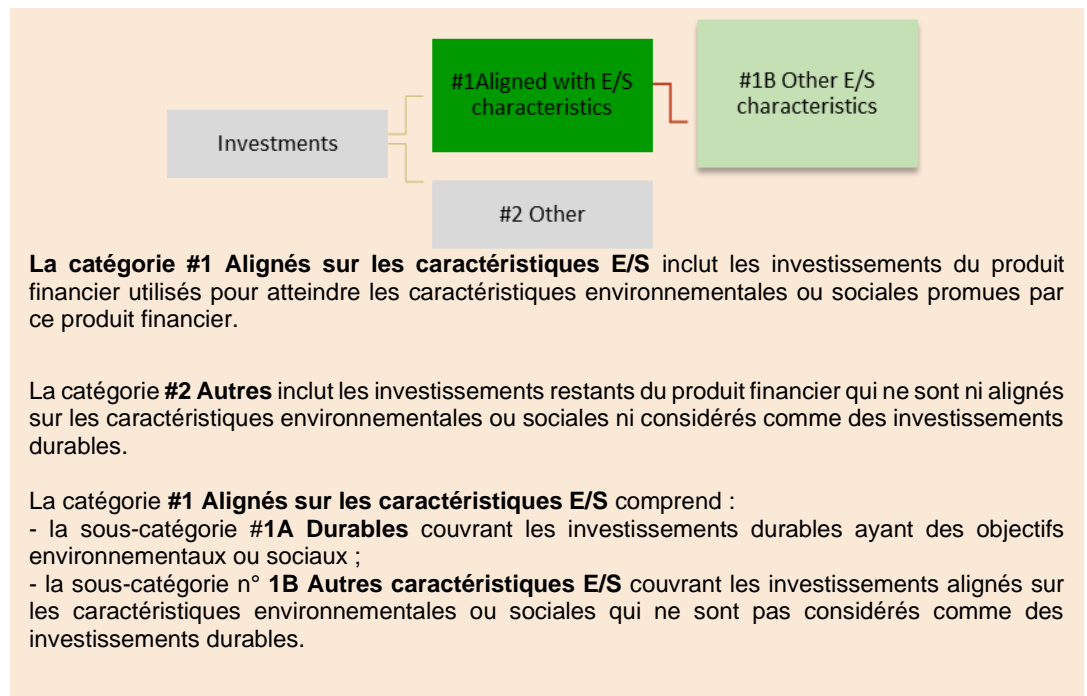 #1Aligned with E/S
characteristics
#1B Other E/S
characteristics
Investments
#2 Other
La catégorie #1 Alignés sur les caractéristiques E/S inclut les investissements du produit
financier utilisés pour atteindre les caractéristiques environnementales ou sociales promues par
ce produit financier.
La catégorie #2 Autres inclut les investissements restants du produit financier qui ne sont ni alignés
sur les caractéristiques environnementales ou sociales ni considérés comme des investissements
durables.
La catégorie #1 Alignés sur les caractéristiques E/S comprend :
- la sous-catégorie #1A Durables couvrant les investissements durables ayant des objectifs
environnementaux ou sociaux ;
- la sous-catégorie n° 1B Autres caractéristiques E/S couvrant les investissements alignés sur
les caractéristiques environnementales ou sociales qui ne sont pas considérés comme des
investissements durables.